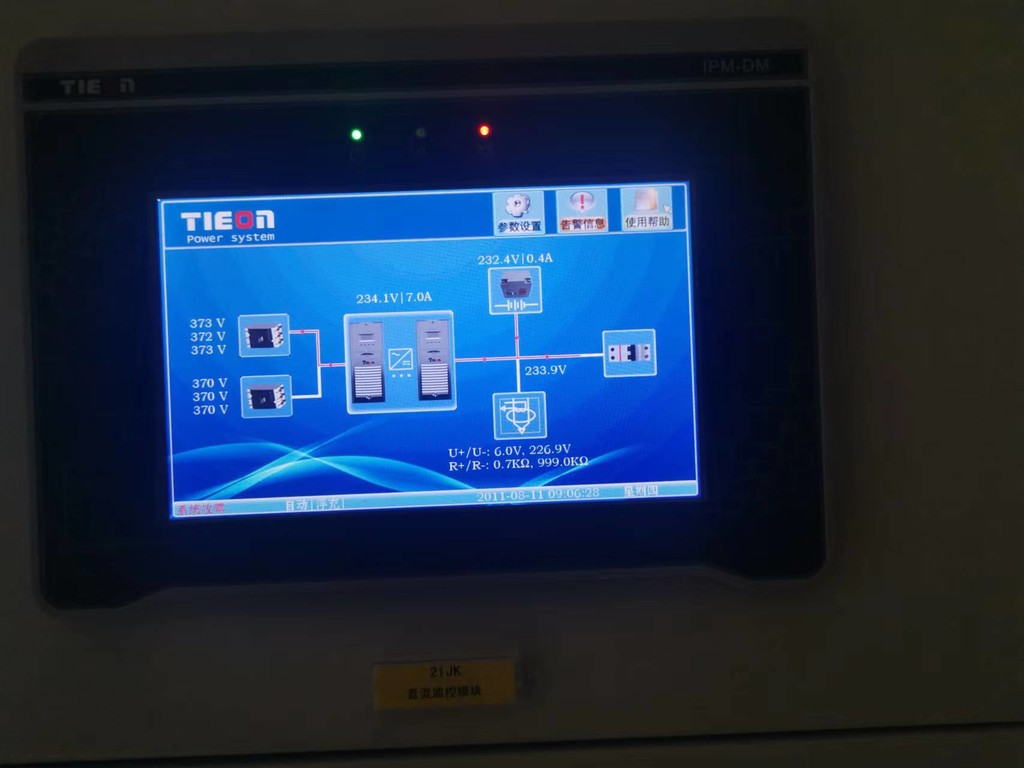 TIEON
IPM-DM
TIEON
Power system
参数设置
告警信息
使用帮助
232.4V|0.4A
234.1V|7.0A
373 V
372 V
373 V
233.9V
370 V
370 V
370 V
U+/U-: 6.0V, 226.9V
R+/R-: 0.7KΩ, 999.0KΩ
自动|浮充|
2011-08-11 09:06:28
星期四
21JK
直流监控模块